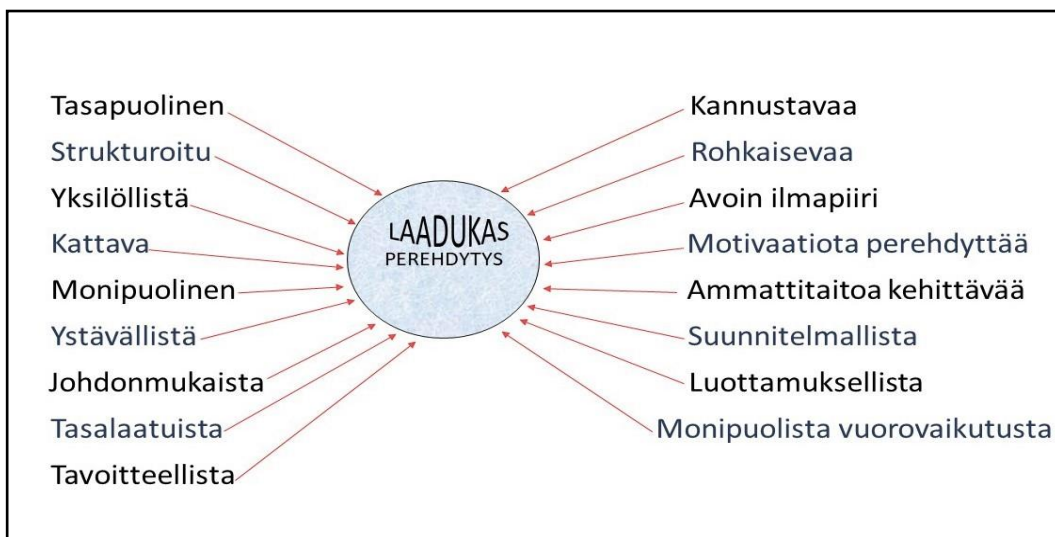 Tasapuolinen
Strukturoitu
Yksilöllistä
Kattava
Monipuolinen
Ystävällistä
Johdonmukaista
Tasalaatuista
Tavoitteellista
LAADUKAS
PEREHDYTYS
Kannustavaa
Rohkaisevaa
Avoin ilmapiiri
Motivaatiota perehdyttää
Ammattitaitoa kehittävää
Suunnitelmallista
Luottamuksellista
Monipuolista vuorovaikutusta